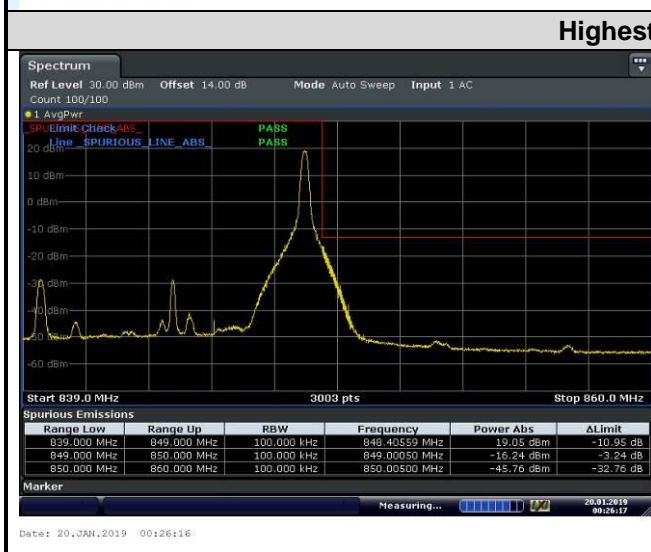 Highest
Spectrum
Ref Level 30.00 dBm Offset 14.00 dB Mode Auto Sweep Input 1 AC
Count 100/100
1 AvgPwr
Limit Check PASS
Line _SPURIOUS_LINE_ABS_ PASS
20 dBm
10 dBm
0 dBm
-10 dBm
-20 dBm
-30 dBm
-40 dBm
-50 dBm
-60 dBm
Start 839.0 MHz 3003 pts Stop 860.0 MHz
Spurious Emissions
Range Low Range Up RBW Frequency Power Abs ΔLimit
839.000 MHz 849.000 MHz 100.000 kHz 848.40559 MHz 19.05 dBm -10.95 dB
849.000 MHz 850.000 MHz 100.000 kHz 849.00050 MHz -16.24 dBm -3.24 dB
850.000 MHz 860.000 MHz 100.000 kHz 850.00500 MHz -45.76 dBm -32.76 dB
Marker
Measuring... 20.01.2019
00:26:17
Date: 20.JAN.2019 00:26:16